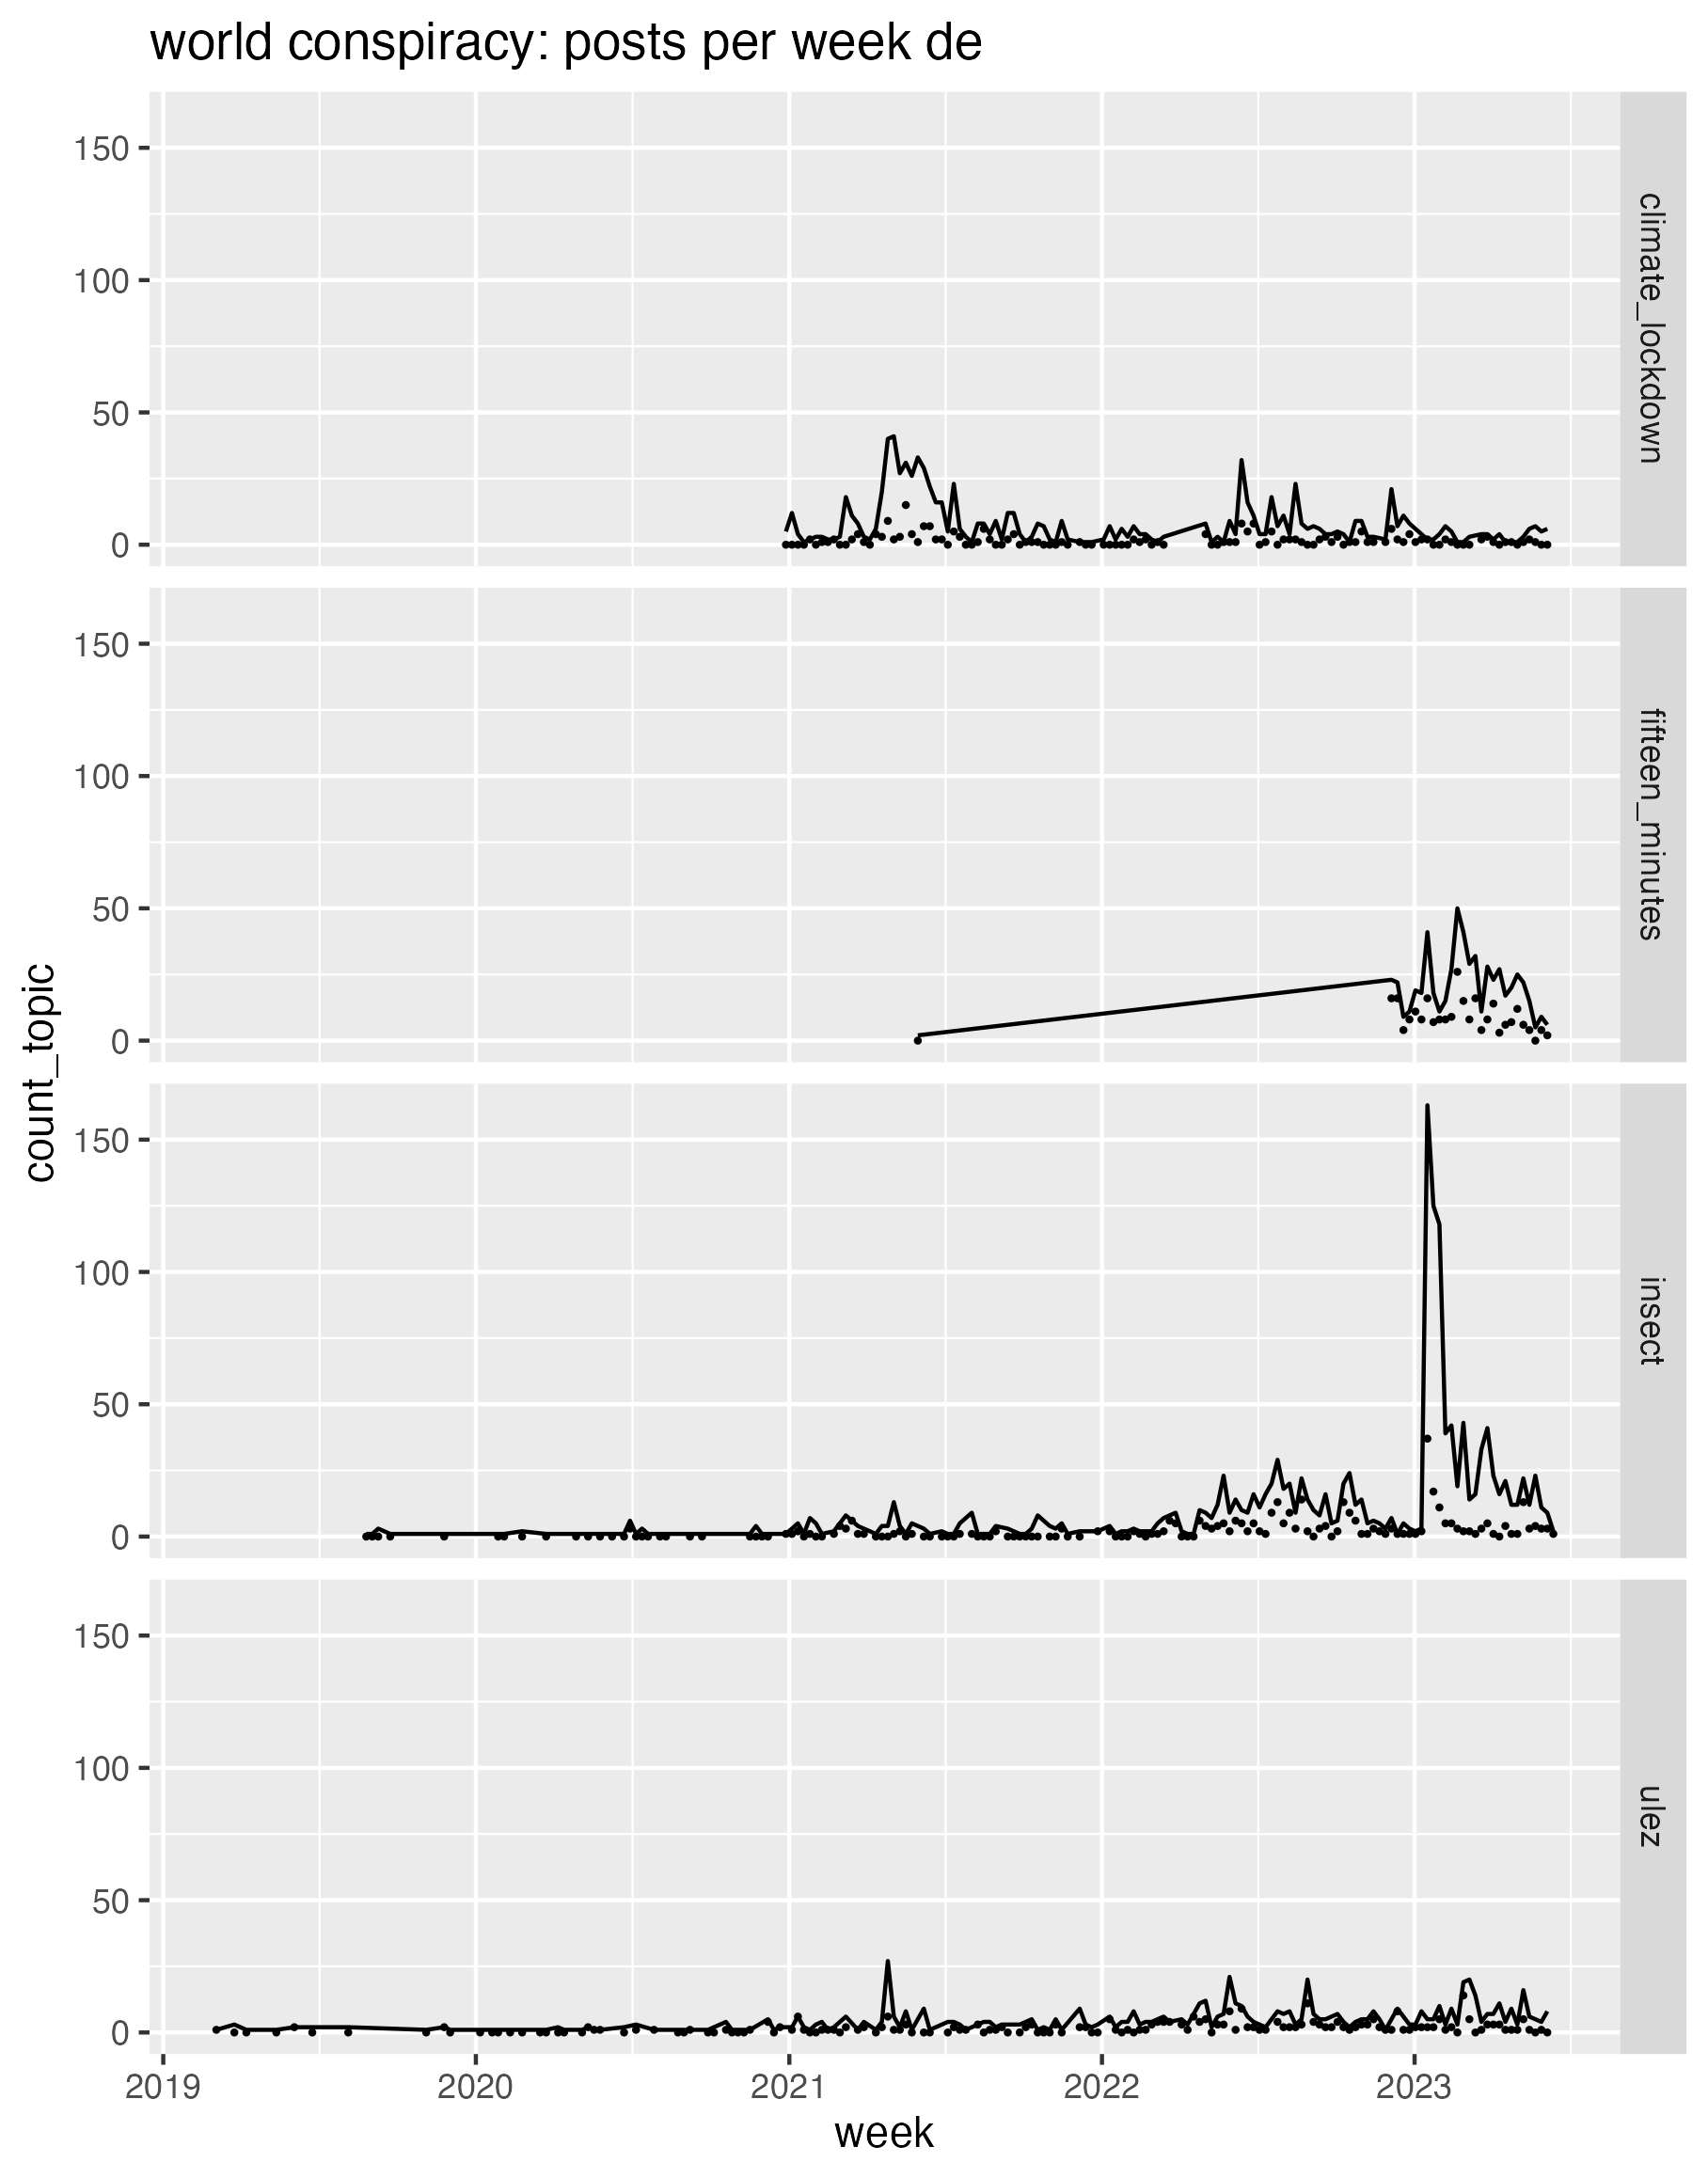 world conspiracy: posts per week de
count_topic
150
100
50
0
climate_lockdown
150
100
50
0
fifteen_minutes
150
100
50
0
insect
150
100
50
0
ulez
2019 2020 2021 2022 2023
week